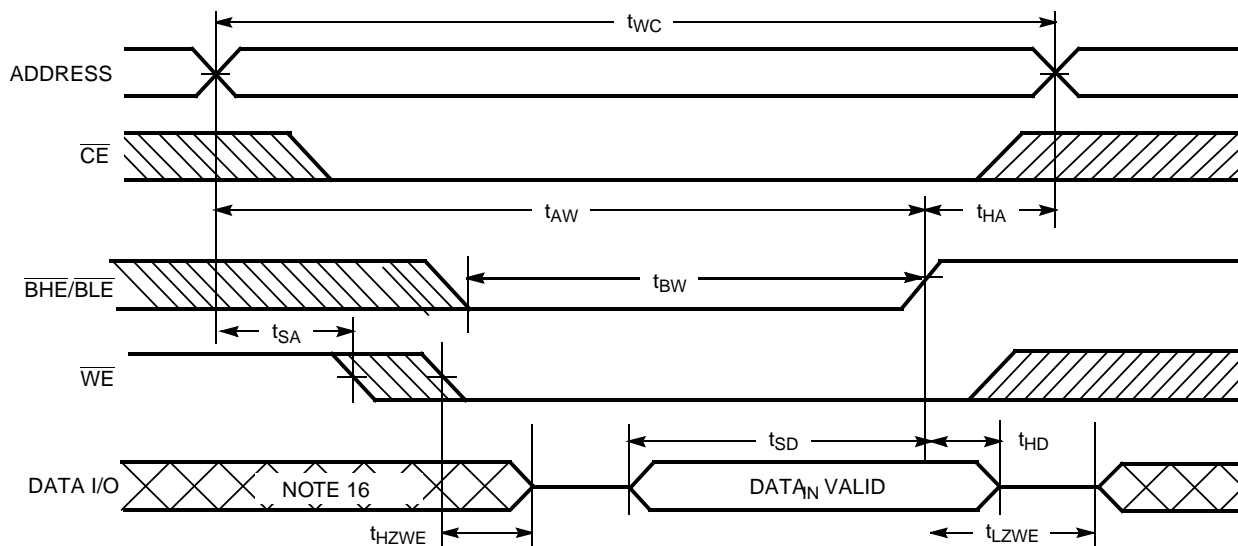 tWC
ADDRESS
CE
tAW
tHA
BHE/BLE
tBW
tSA
WE
tSD
tHD
DATA I/O
NOTE 16
DATAIN VALID
tHZWE
tLZWE